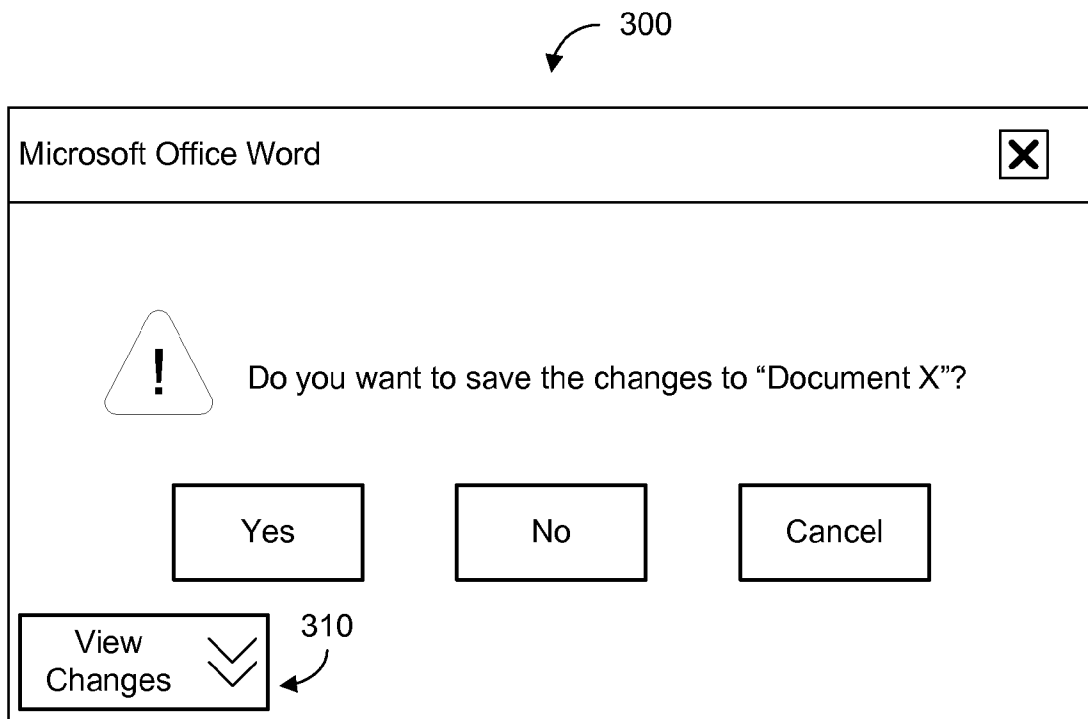 300
Microsoft Office Word
Do you want to save the changes to “Document X”?
Yes
No
Cancel
View
Changes
310